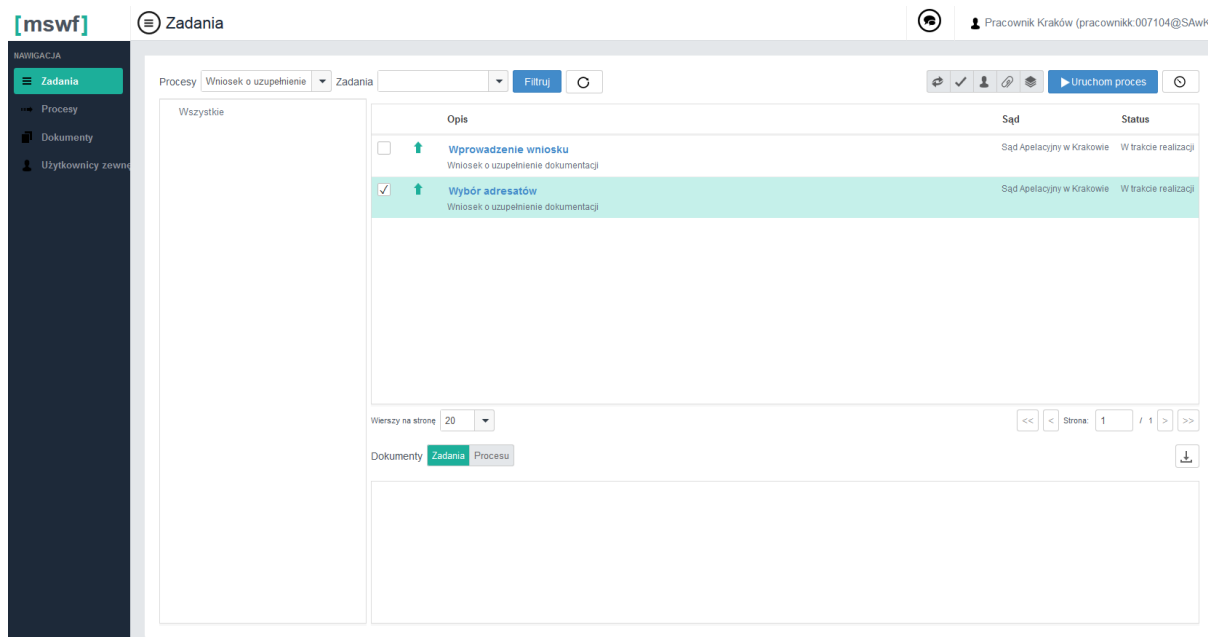 [mswf]
Zadania
Pracownik Kraków (pracownikk:007104@SAwK
NAWIGACJA
Zadania
Procesy
Dokumenty
Użytkownicy zewnę
Procesy Wniosek o uzupełnienie Zadania Filtruj Uruchom proces
Wszystkie
Opis Sąd Status
Wprowadzenie wniosku Sąd Apelacyjny w Krakowie W trakcie realizacji
Wniosek o uzupełnienie dokumentacji
Wybór adresatów Sąd Apelacyjny w Krakowie W trakcie realizacji
Wniosek o uzupełnienie dokumentacji
Wierszy na stronę 20 << < Strona: 1 / 1 > >>
Dokumenty Zadania Procesu